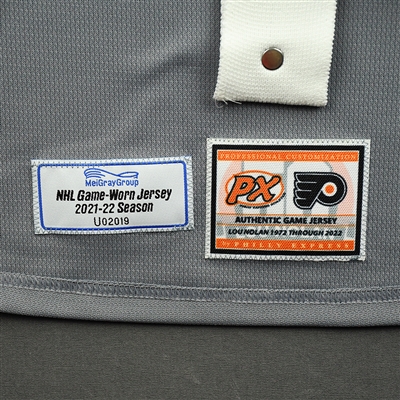 MeiGrayGroup
NHL Game-Worn Jersey
2021-22 Season
U02019
PROFESSIONAL CUSTOMIZATION
PX
AUTHENTIC GAME JERSEY
LOU NOLAN 1972 THROUGH 2022
by PHILLY EXPRESS